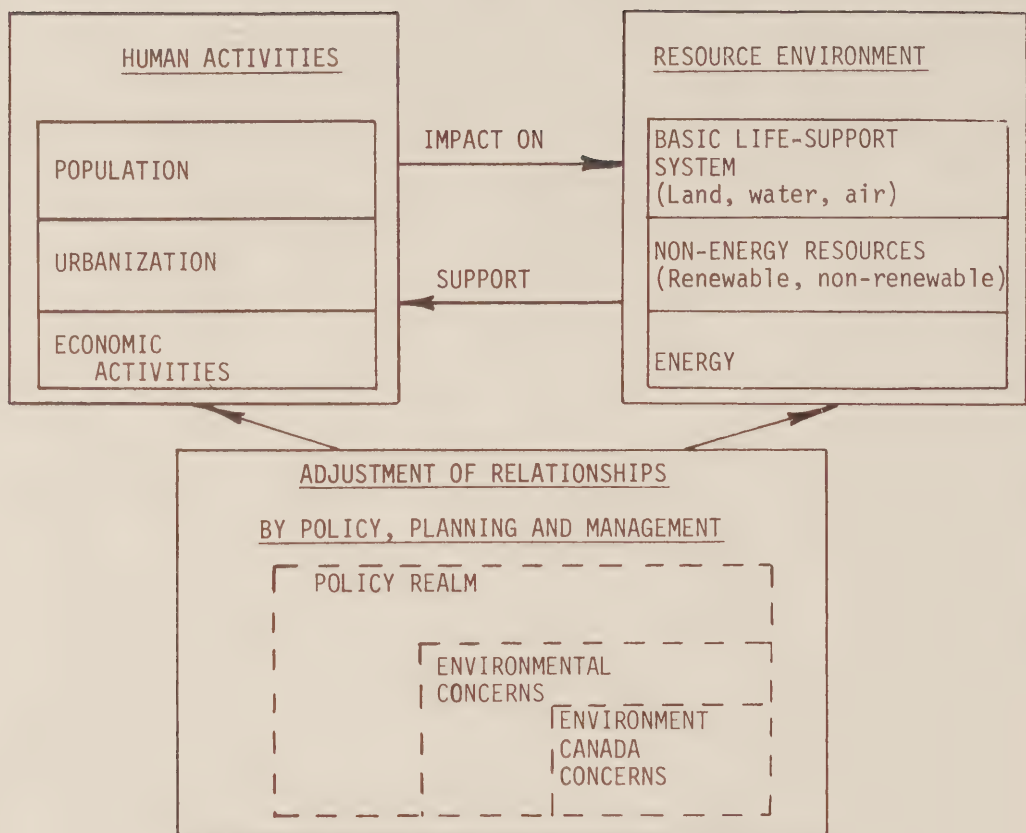 HUMAN ACTIVITIES
POPULATION
URBANIZATION
ECONOMIC
ACTIVITIES
IMPACT ON
SUPPORT
RESOURCE ENVIRONMENT
BASIC LIFE-SUPPORT
SYSTEM
(Land, water, air)
NON-ENERGY RESOURCES
(Renewable, non-renewable)
ENERGY
ADJUSTMENT OF RELATIONSHIPS
BY POLICY, PLANNING AND MANAGEMENT
POLICY REALM
ENVIRONMENTAL
CONCERNS
ENVIRONMENT
CANADA
CONCERNS